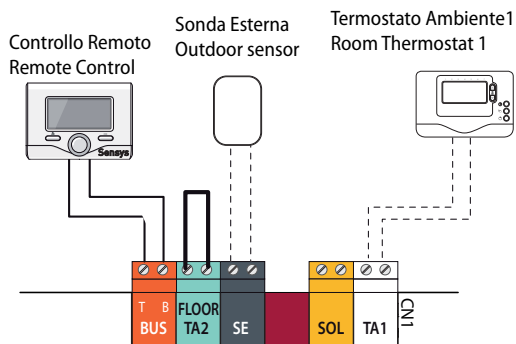 Controllo Remoto
Remote Control
Sonda Esterna
Outdoor sensor
Termostato Ambiente1
Room Thermostat 1
Sensys
T B
BUS
FLOOR
TA2
SE
SOL
TA1
CN1